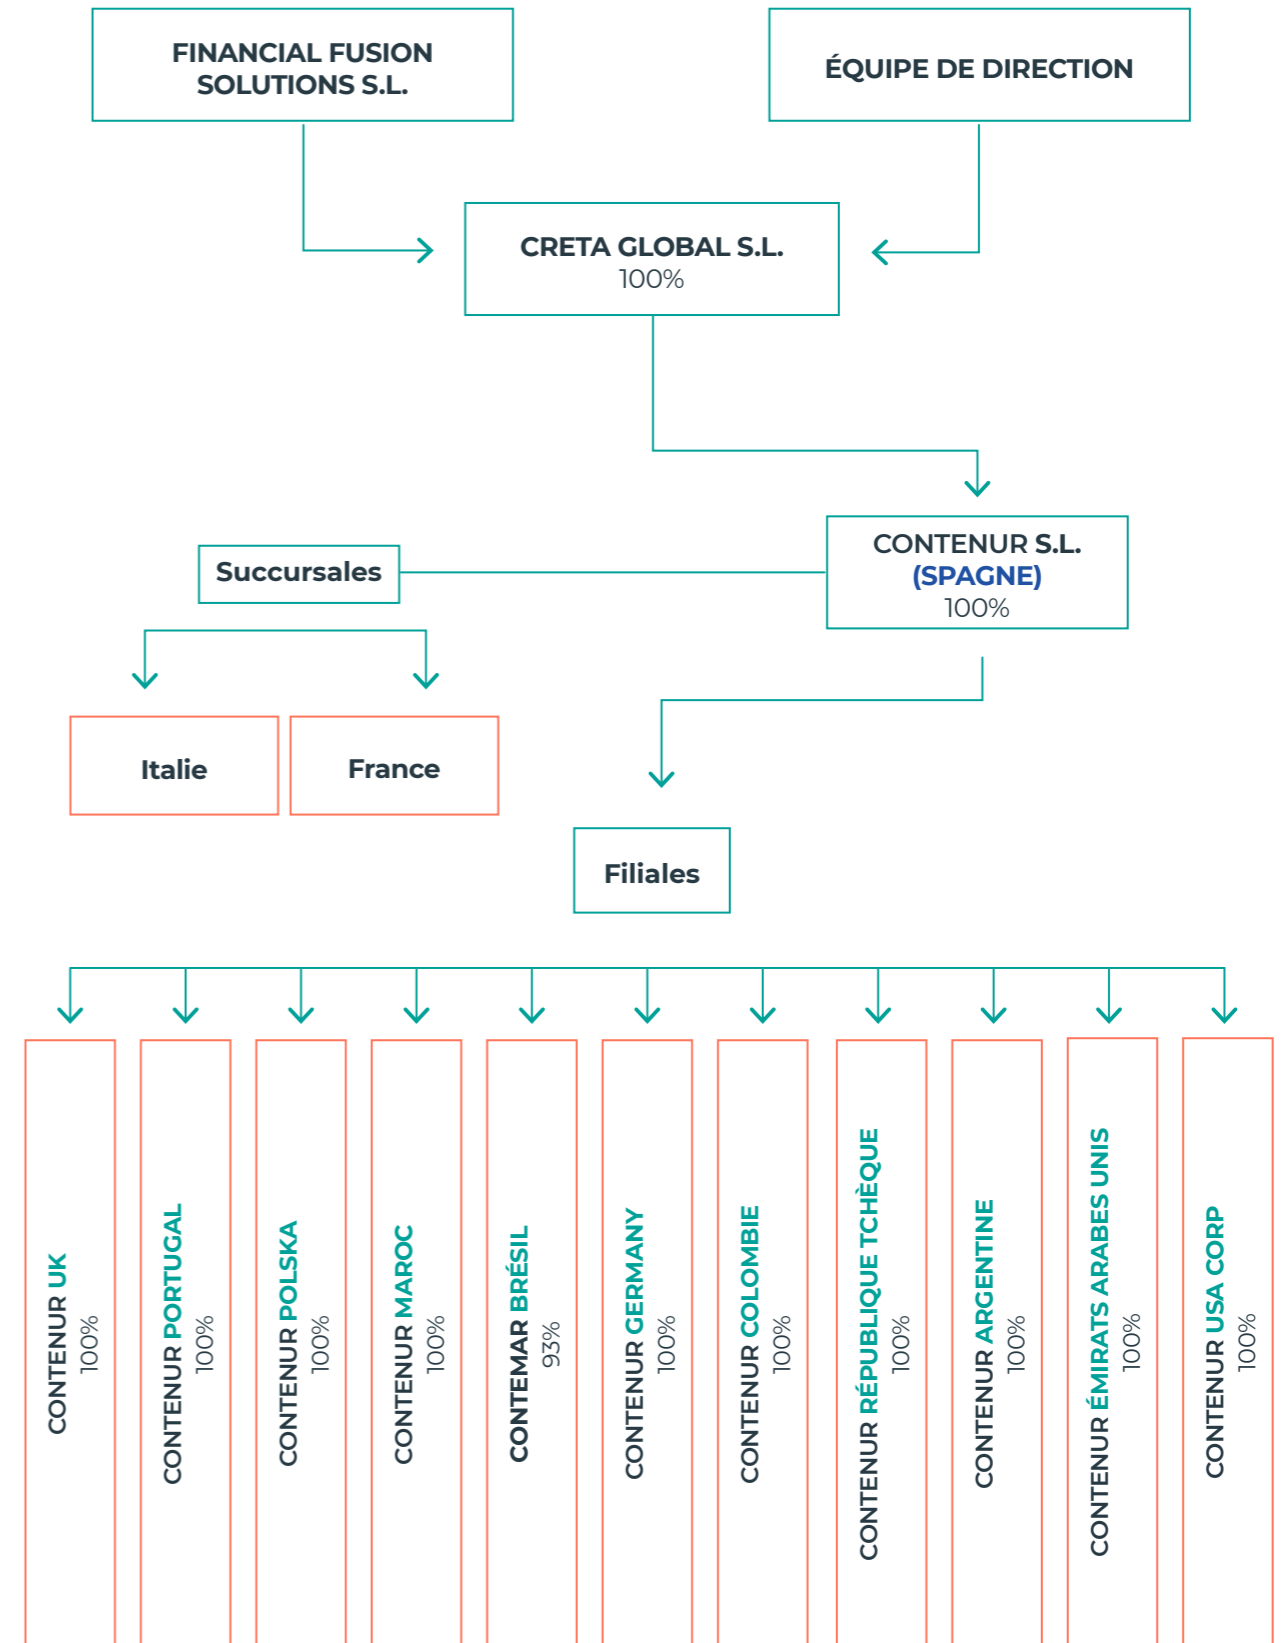 FINANCIAL FUSION
SOLUTIONS S.L.
ÉQUIPE DE DIRECTION
CRETA GLOBAL S.L.
100%
CONTENUR S.L.
(SPAGNE)
100%
Succursales
Italie
France
Filiales
CONTENUR UK
100%
CONTENUR PORTUGAL
100%
CONTENUR POLSKA
100%
CONTENUR MAROC
100%
CONTEMAR BRÉSIL
93%
CONTENUR GERMANY
100%
CONTENUR COLOMBIE
100%
CONTENUR RÉPUBLIQUE TCHÈQUE
100%
CONTENUR ARGENTINE
100%
CONTENUR ÉMIRATS ARABES UNIS
100%
CONTENUR USA CORP
100%